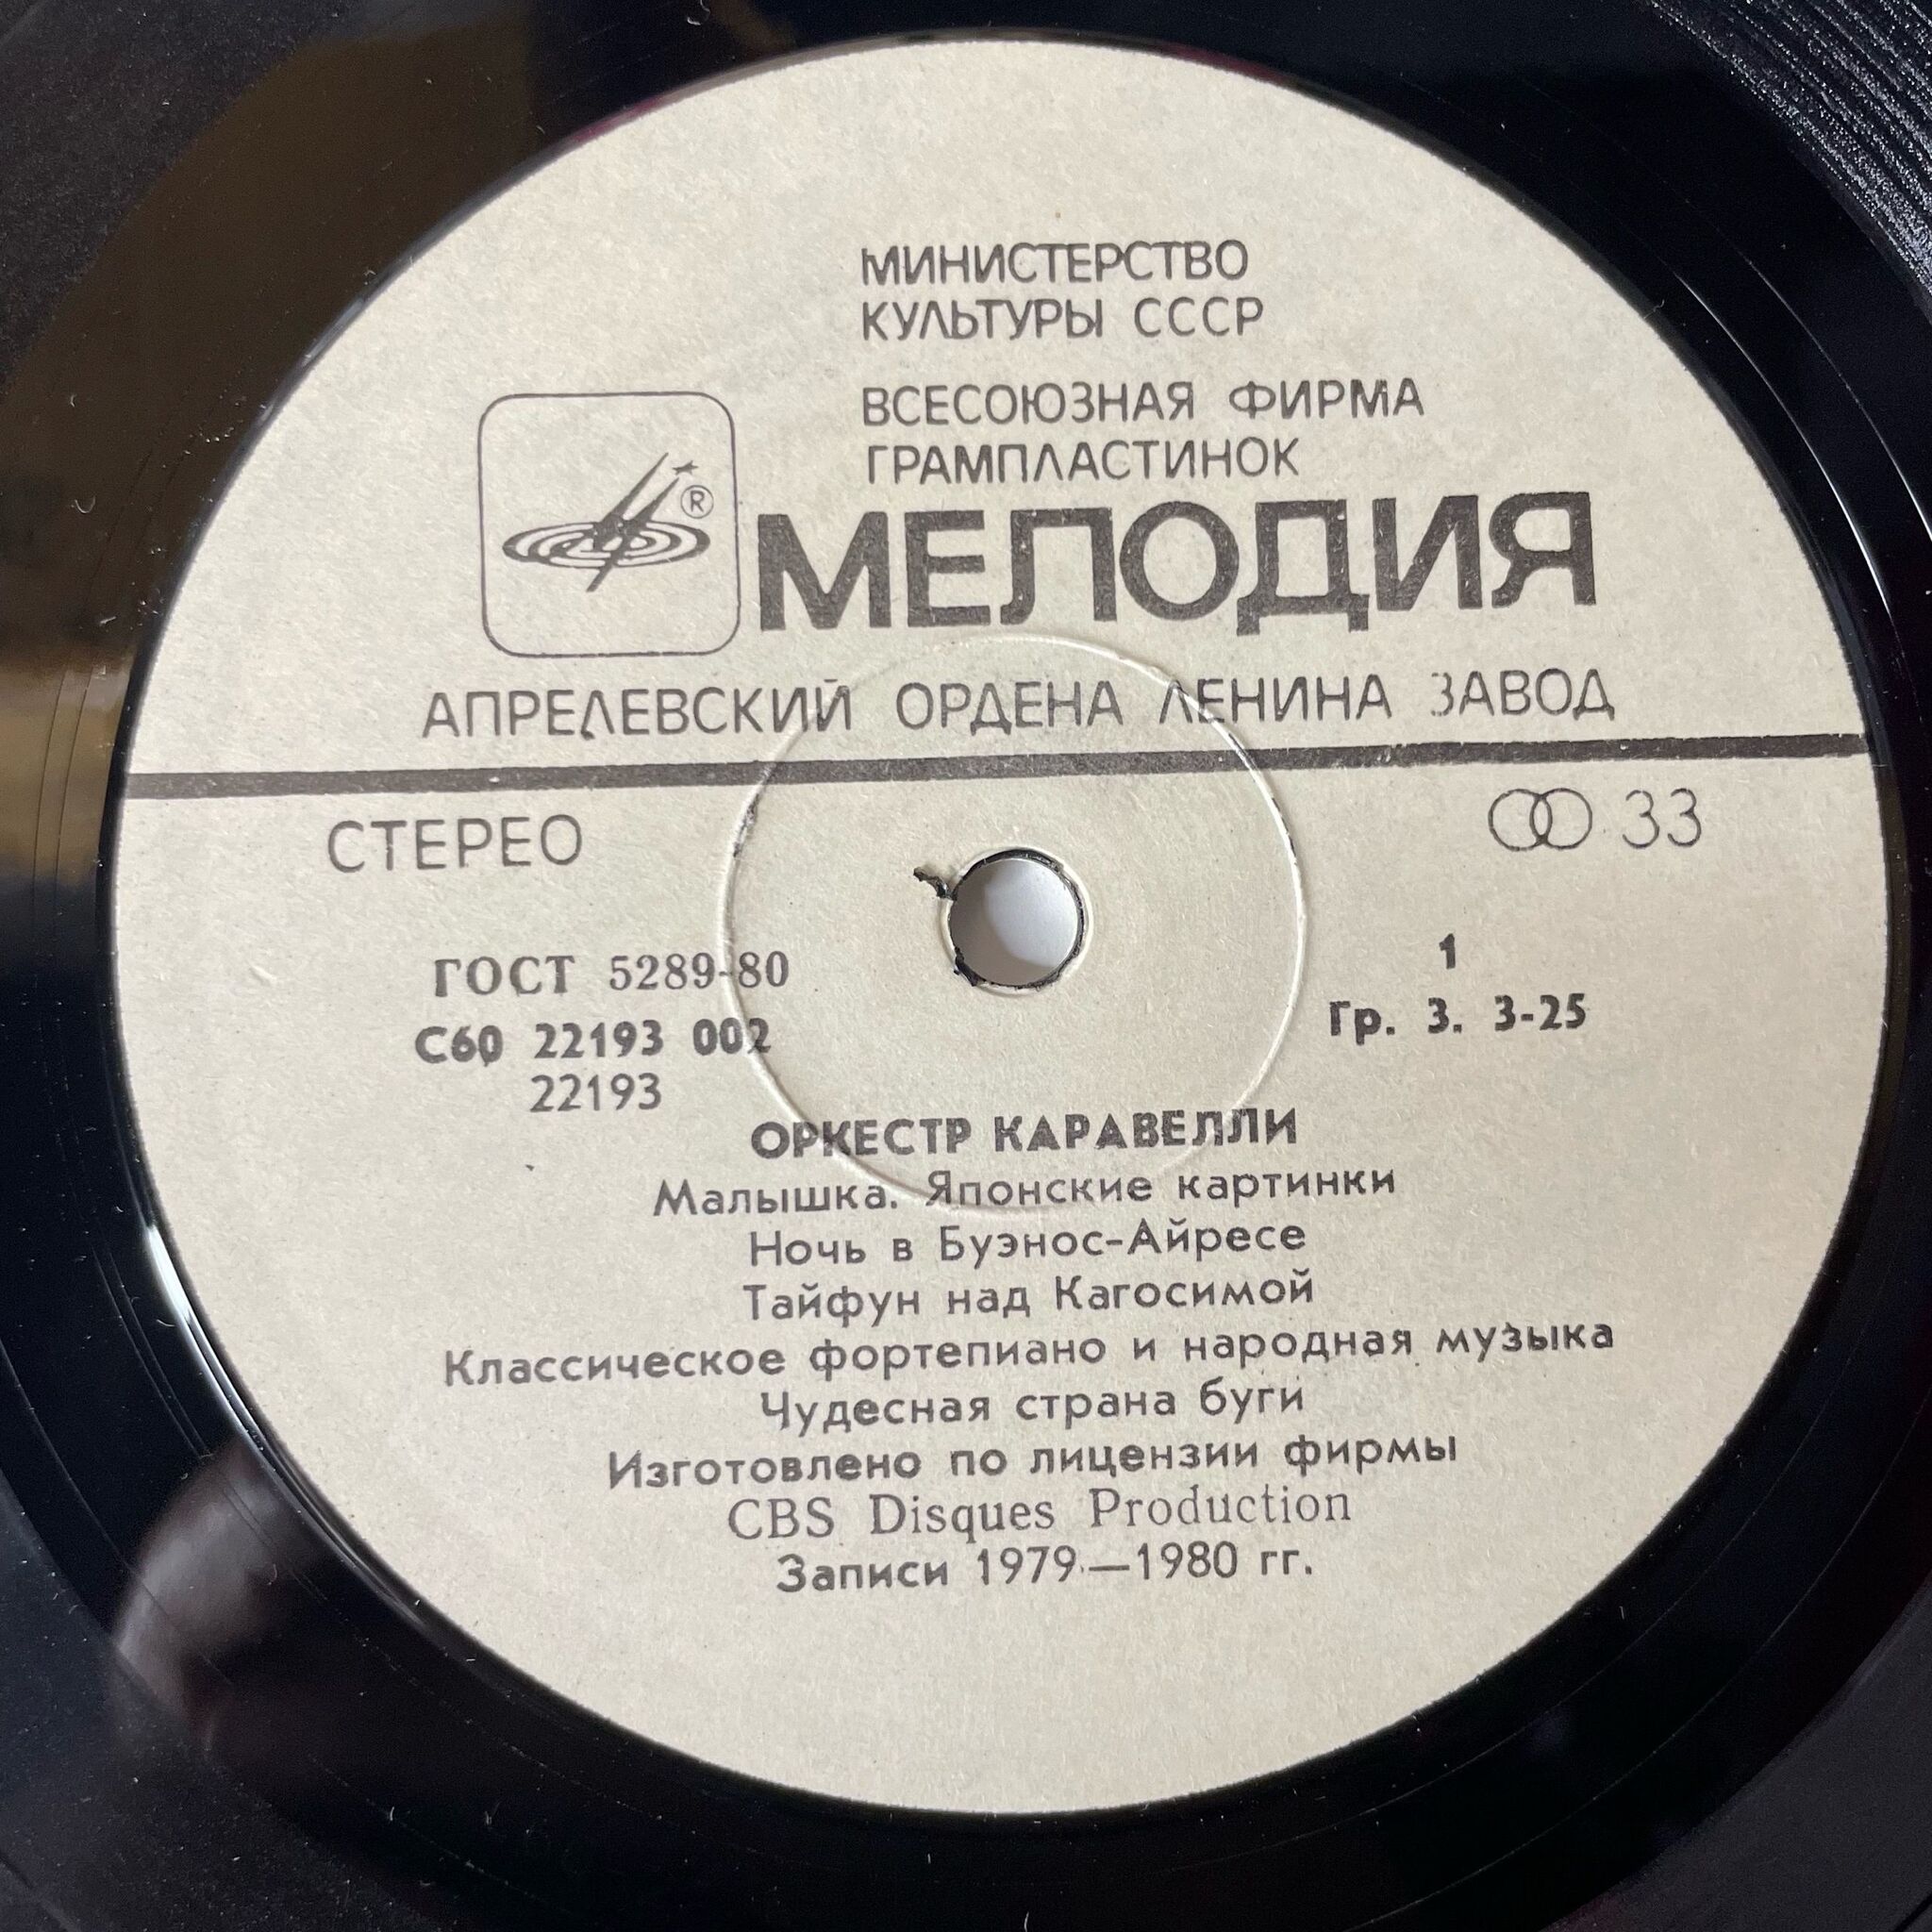 МИНИСТЕРСТВО
КУЛЬТУРЫ СССР
ВСЕСОЮЗНАЯ ФИРМА
ГРАМПЛАСТИНОК
®
МЕЛОДИЯ
АПРЕЛЕВСКИЙ ОРДЕНА ЛЕНИНА ЗАВОД
СТЕРЕО
33
ГОСТ 5289-80
1
С60 22193 002
Гр. 3. 3-25
22193
ОРКЕСТР КАРАВЕЛЛИ
Малышка. Японские картинки
Ночь в Буэнос-Айресе
Тайфун над Кагосимой
Классическое фортепиано и народная музыка
Чудесная страна буги
Изготовлено по лицензии фирмы
CBS Disques Production
Записи 1979—1980 гг.